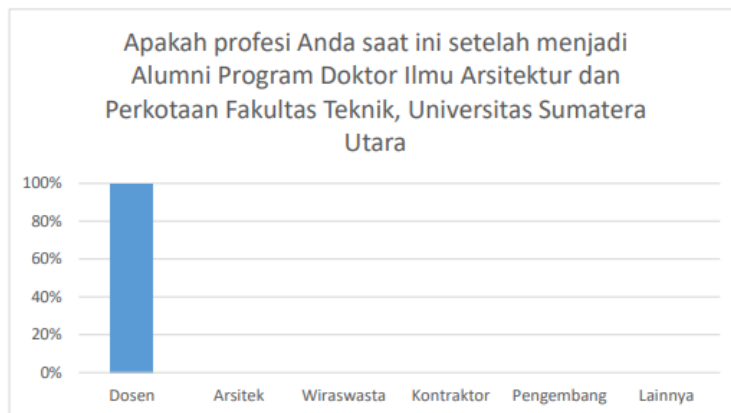 Apakah profesi Anda saat ini setelah menjadi
Alumni Program Doktor Ilmu Arsitektur dan
Perkotaan Fakultas Teknik, Universitas Sumatera
Utara
100%
80%
60%
40%
20%
0%
Dosen Arsitek Wiraswasta Kontraktor Pengembang Lainnya